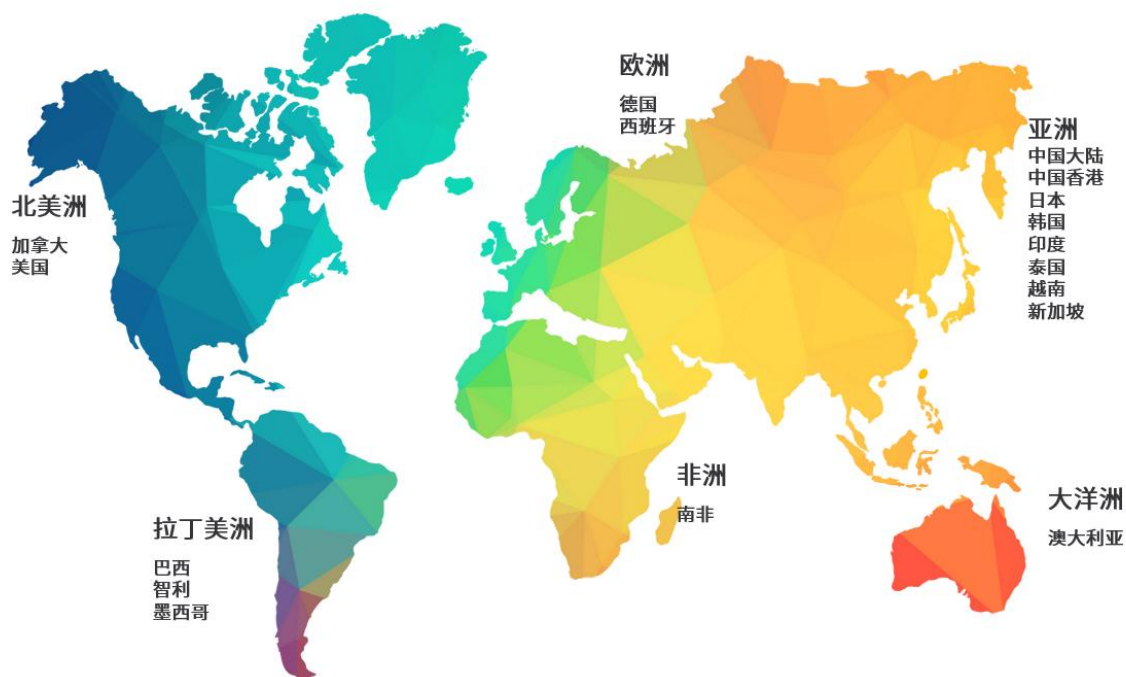 北美洲
加拿大
美国
拉丁美洲
巴西
智利
墨西哥
欧洲
德国
西班牙
非洲
南非
亚洲
中国大陆
中国香港
日本
韩国
印度
泰国
越南
新加坡
大洋洲
澳大利亚